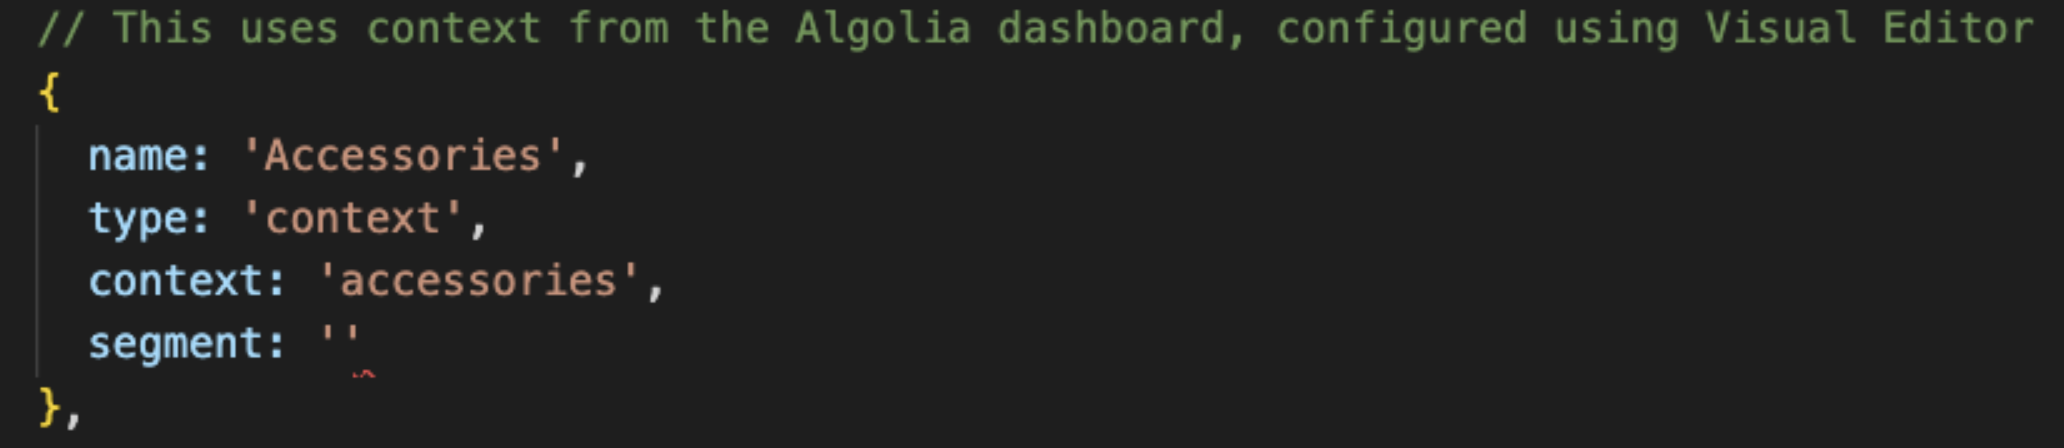 // This uses context from the Algolia dashboard, configured using Visual Editor
{
name: 'Accessories',
type: 'context',
context: 'accessories',
segment: ''
},